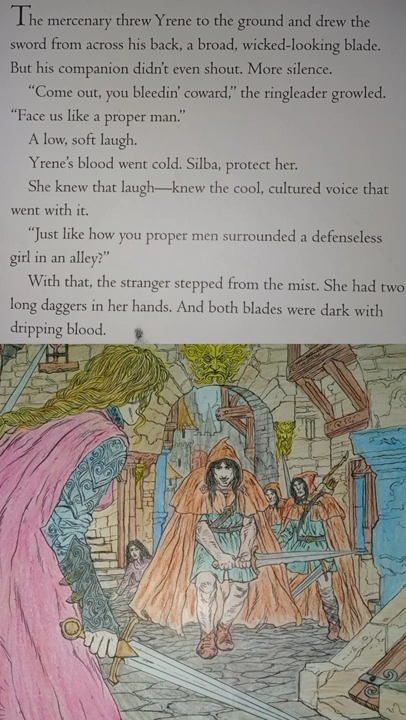 The mercenary threw Yrene to the ground and drew the
sword from across his back, a broad, wicked-looking blade.
But his companion didn't even shout. More silence.
"Come out, you bleedin' coward," the ringleader growled.
"Face us like a proper man."
A low, soft laugh.
Yrene's blood went cold. Silba, protect her.
She knew that laugh—knew the cool, cultured voice that
went with it.
"Just like how you proper men surrounded a defenseless
girl in an alley?"
With that, the stranger stepped from the mist. She had two
long daggers in her hands. And both blades were dark with
dripping blood.